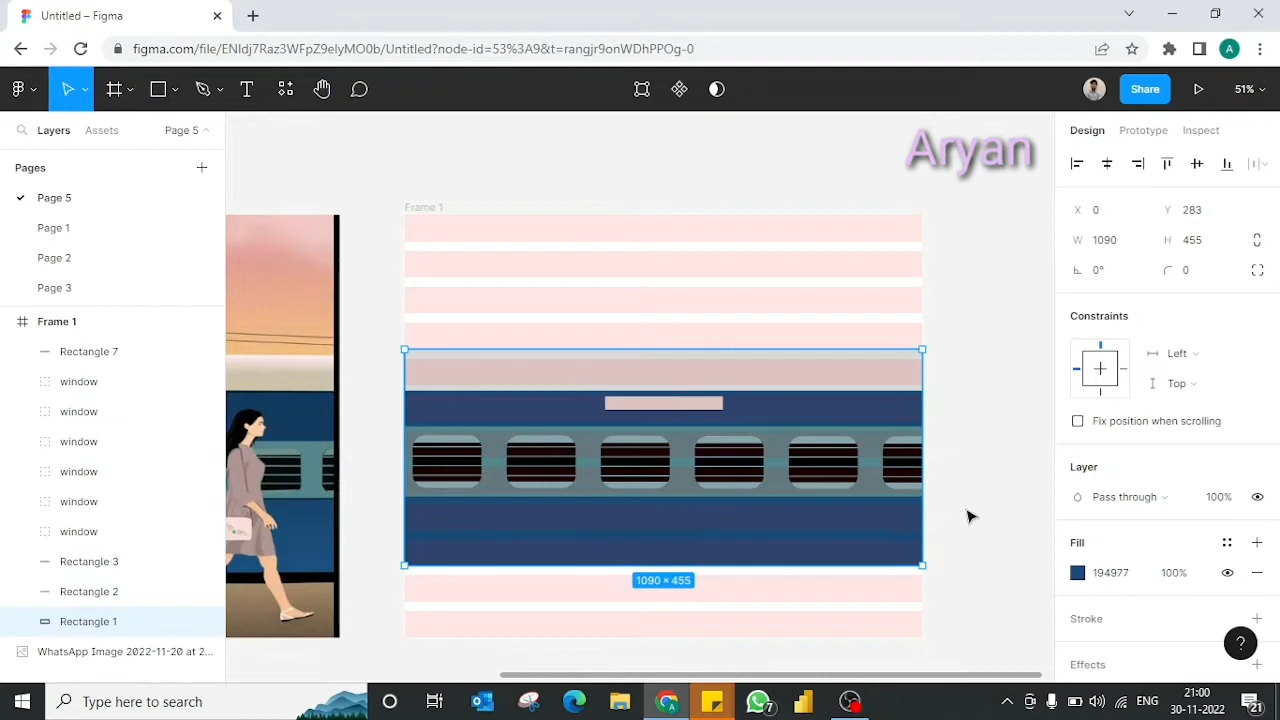 Untitled – Figma
figma.com/file/ENIdj7Raz3WFpZ9elyMO0b/Untitled?node-id=53%3A9&t=rangjr9onWDhPPOg-0
A
Share
51%
Layers
Assets
Page 5
Pages
Page 5
Page 1
Page 2
Page 3
Frame 1
Rectangle 7
window
window
window
window
window
window
Rectangle 3
Rectangle 2
Rectangle 1
WhatsApp Image 2022-11-20 at 2...
Aryan
Frame 1
1090 × 455
Design
Prototype
Inspect
X 0
Y 283
W 1090
H 455
0°
0
Constraints
Left
Top
Fix position when scrolling
Layer
Pass through
100%
Fill
194977
100%
Stroke
Effects
?
Type here to search
7
ENG
21:00
30-11-2022
21